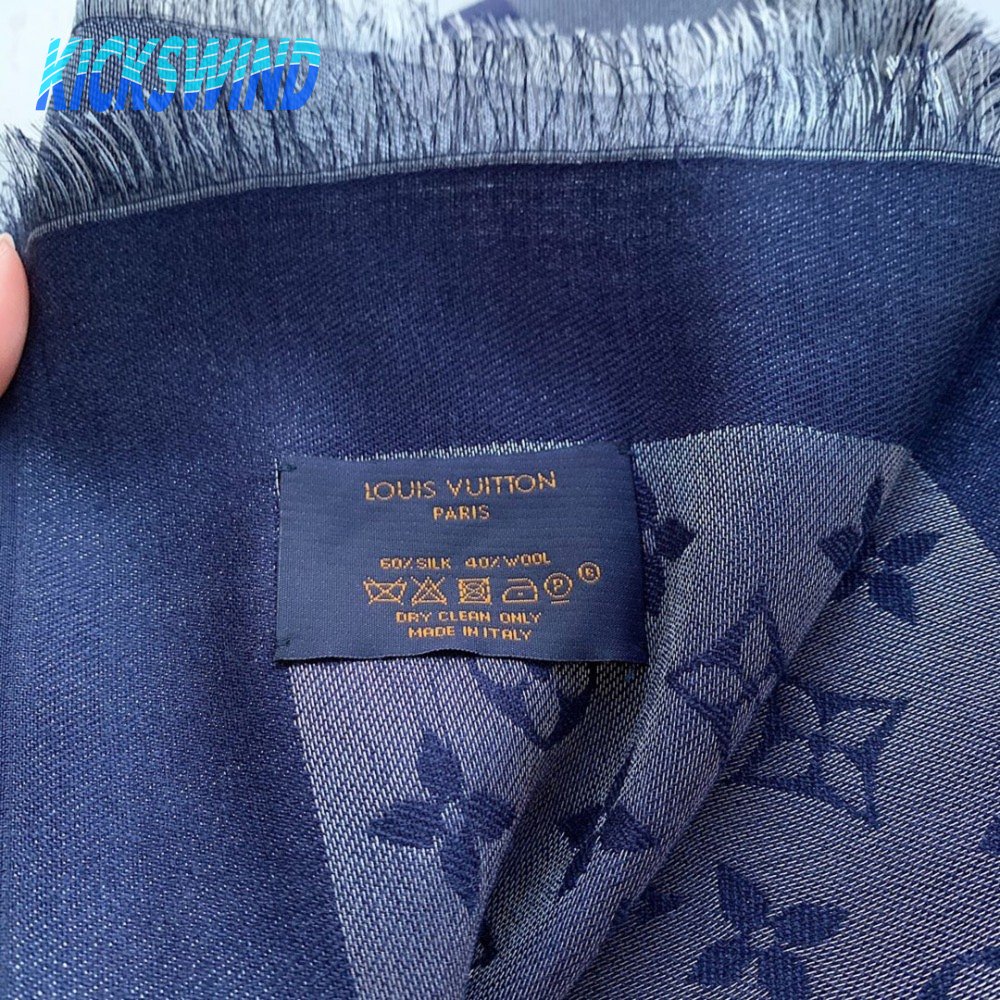 KICKSWIND
LOUIS VUITTON
PARIS
60% SILK 40% WOOL
P ®
DRY CLEAN ONLY
MADE IN ITALY